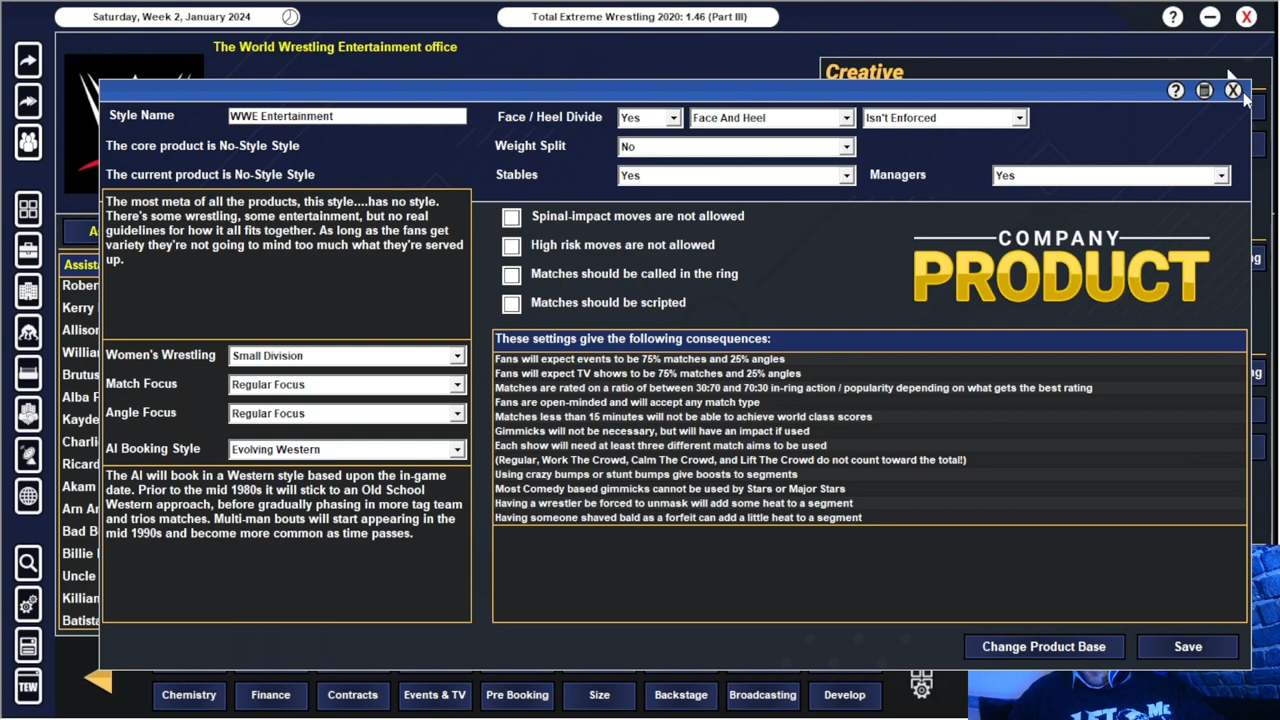 Saturday, Week 2, January 2024
Total Extreme Wrestling 2020: 1.46 (Part III)
? X
The World Wrestling Entertainment office
Creative
? X
Style Name
WWE Entertainment
Face / Heel Divide
Yes
Face And Heel
Isn't Enforced
The core product is No-Style Style
Weight Split
No
The current product is No-Style Style
Stables
Yes
Managers
Yes
The most meta of all the products, this style....has no style.
There's some wrestling, some entertainment, but no real
guidelines for how it all fits together. As long as the fans get
variety they're not going to mind too much what they're served
up.
Spinal-impact moves are not allowed
High risk moves are not allowed
Matches should be called in the ring
Matches should be scripted
COMPANY
PRODUCT
Women's Wrestling
Small Division
Match Focus
Regular Focus
Angle Focus
Regular Focus
AI Booking Style
Evolving Western
The AI will book in a Western style based upon the in-game
date. Prior to the mid 1980s it will stick to an Old School
Western approach, before gradually phasing in more tag team
and trios matches. Multi-man bouts will start appearing in the
mid 1990s and become more common as time passes.
These settings give the following consequences:
Fans will expect events to be 75% matches and 25% angles
Fans will expect TV shows to be 75% matches and 25% angles
Matches are rated on a ratio of between 30:70 and 70:30 in-ring action / popularity depending on what gets the best rating
Fans are open-minded and will accept any match type
Matches less than 15 minutes will not be able to achieve world class scores
Gimmicks will not be necessary, but will have an impact if used
Each show will need at least three different match aims to be used
(Regular, Work The Crowd, Calm The Crowd, and Lift The Crowd do not count toward the total!)
Using crazy bumps or stunt bumps give boosts to segments
Most Comedy based gimmicks cannot be used by Stars or Major Stars
Having a wrestler be forced to unmask will add some heat to a segment
Having someone shaved bald as a forfeit can add a little heat to a segment
Change Product Base
Save
Assist
Rober
Kerry
Allison
Willia
Brutus
Alba F
Kayde
Charli
Ricard
Akam
Arn Ar
Bad B
Billie
Uncle
Killian
Batist
TEW
Chemistry
Finance
Contracts
Events & TV
Pre Booking
Size
Backstage
Broadcasting
Develop
LET ME